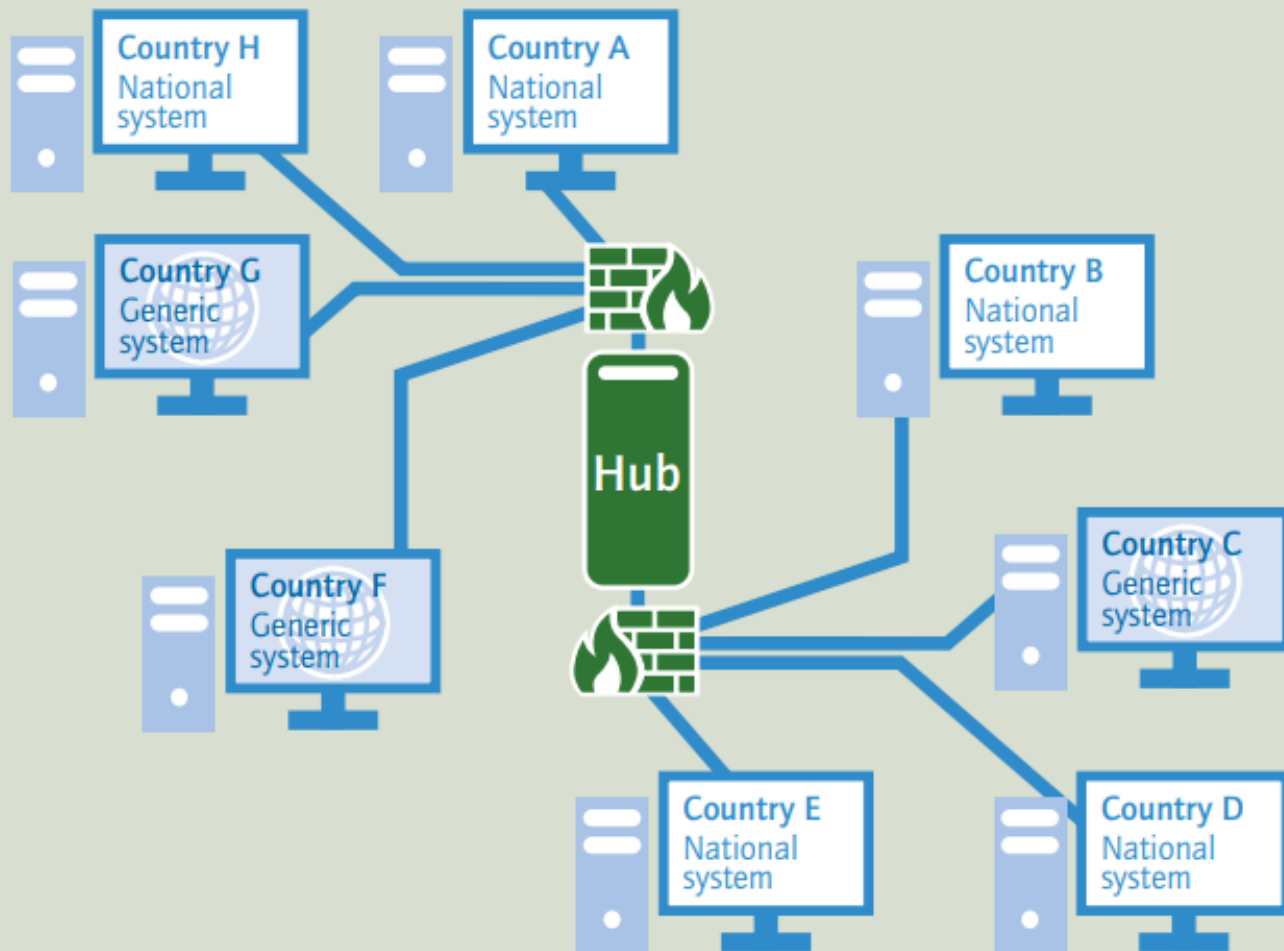 Country H
National
system
Country A
National
system
Country G
Generic
system
Country B
National
system
Hub
Country C
Generic
system
Country F
Generic
system
Country E
National
system
Country D
National
system